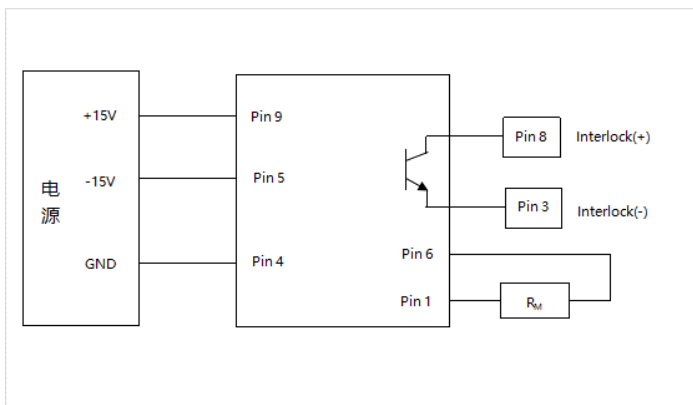 +15V
Pin 9
Pin 8
Interlock(+)
-15V
Pin 5
电
源
Pin 3
Interlock(-)
GND
Pin 4
Pin 6
Pin 1
RM